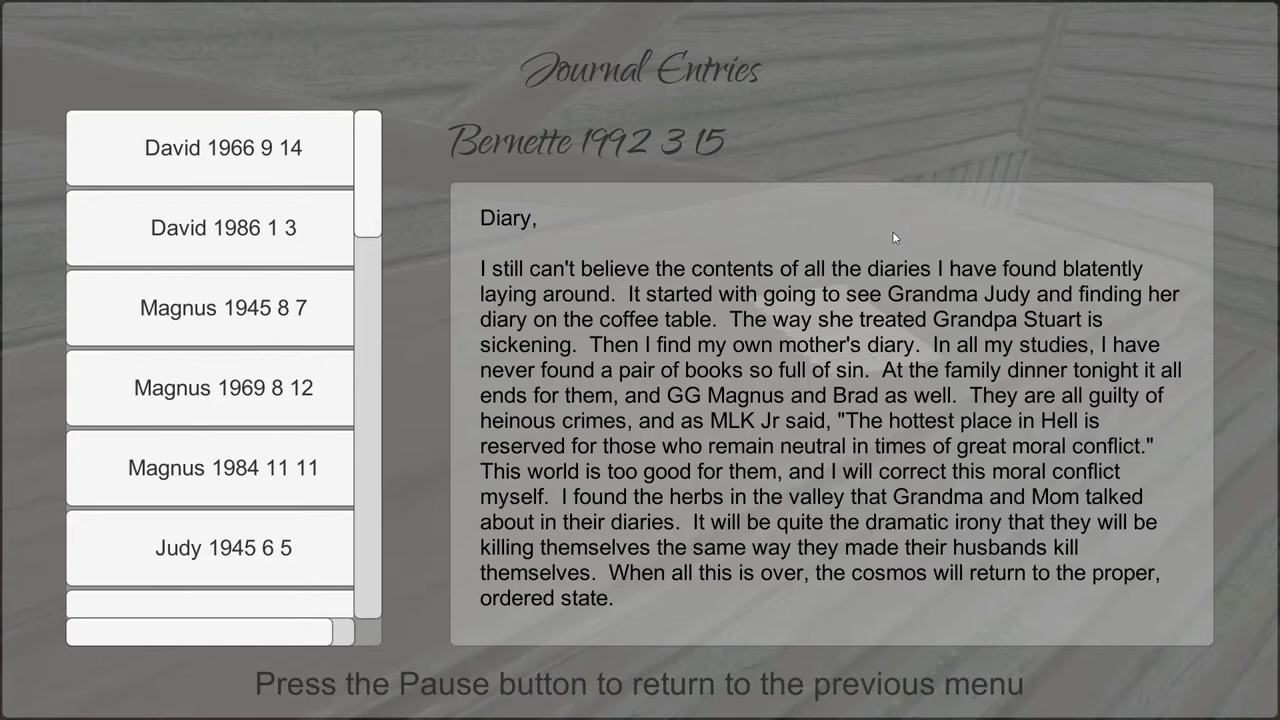 Journal Entries
David 1966 9 14
David 1986 1 3
Magnus 1945 8 7
Magnus 1969 8 12
Magnus 1984 11 11
Judy 1945 6 5
Bernette 1992 3 15
Diary,
I still can't believe the contents of all the diaries I have found blatently
laying around.  It started with going to see Grandma Judy and finding her
diary on the coffee table.  The way she treated Grandpa Stuart is
sickening.  Then I find my own mother's diary.  In all my studies, I have
never found a pair of books so full of sin.  At the family dinner tonight it all
ends for them, and GG Magnus and Brad as well.  They are all guilty of
heinous crimes, and as MLK Jr said, "The hottest place in Hell is
reserved for those who remain neutral in times of great moral conflict."
This world is too good for them, and I will correct this moral conflict
myself.  I found the herbs in the valley that Grandma and Mom talked
about in their diaries.  It will be quite the dramatic irony that they will be
killing themselves the same way they made their husbands kill
themselves.  When all this is over, the cosmos will return to the proper,
ordered state.
Press the Pause button to return to the previous menu